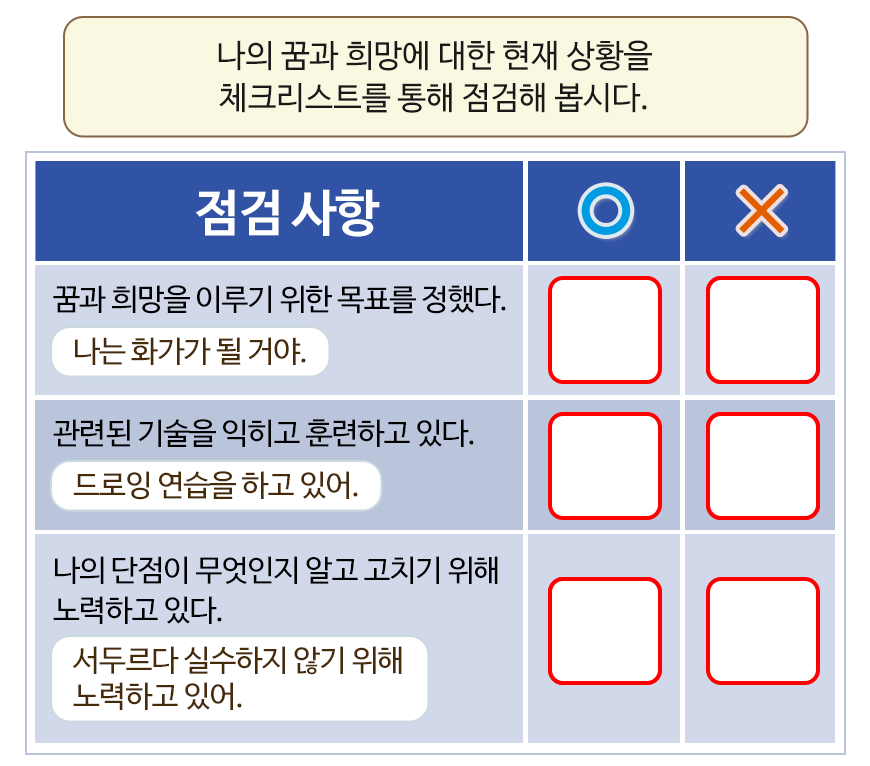 나의 꿈과 희망에 대한 현재 상황을
체크리스트를 통해 점검해 봅시다.
점검 사항
꿈과 희망을 이루기 위한 목표를 정했다.
나는 화가가 될 거야.
관련된 기술을 익히고 훈련하고 있다.
드로잉 연습을 하고 있어.
나의 단점이 무엇인지 알고 고치기 위해
노력하고 있다.
서두르다 실수하지 않기 위해
노력하고 있어.